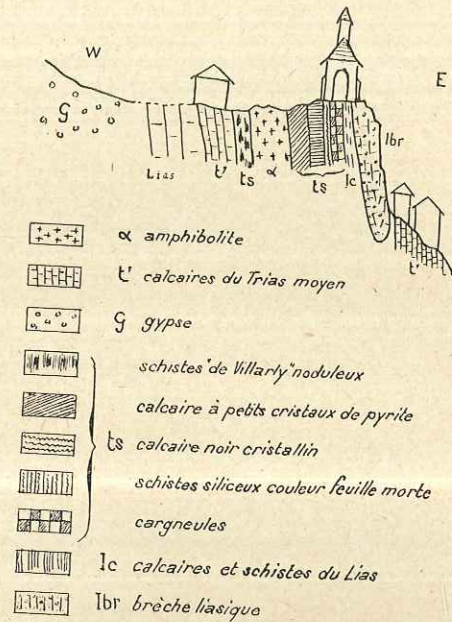 W
E
G
lbr
Lias
t'
ts
α
ts
lc
t'
α amphibolite
t' calcaires du Trias moyen
G gypse
schistes "de Villarly" noduleux
calcaire à petits cristaux de pyrite
ts calcaire noir cristallin
schistes siliceux couleur feuille morte
cargneules
lc calcaires et schistes du Lias
lbr brèche liasique